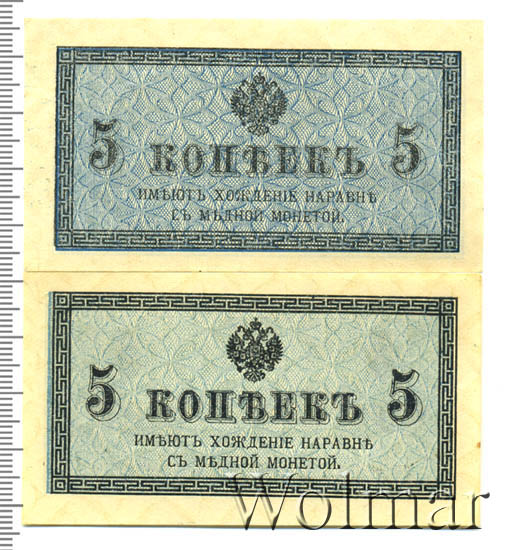 5 КОПѢЕКЪ 5
ИМѢЮТЪ ХОЖДЕНІЕ НАРАВНѢ
СЪ МѢДНОЙ МОНЕТОЙ.
5 КОПѢЕКЪ 5
ИМѢЮТЪ ХОЖДЕНІЕ НАРАВНѢ
СЪ МѢДНОЙ МОНЕТОЙ.
Wolmar